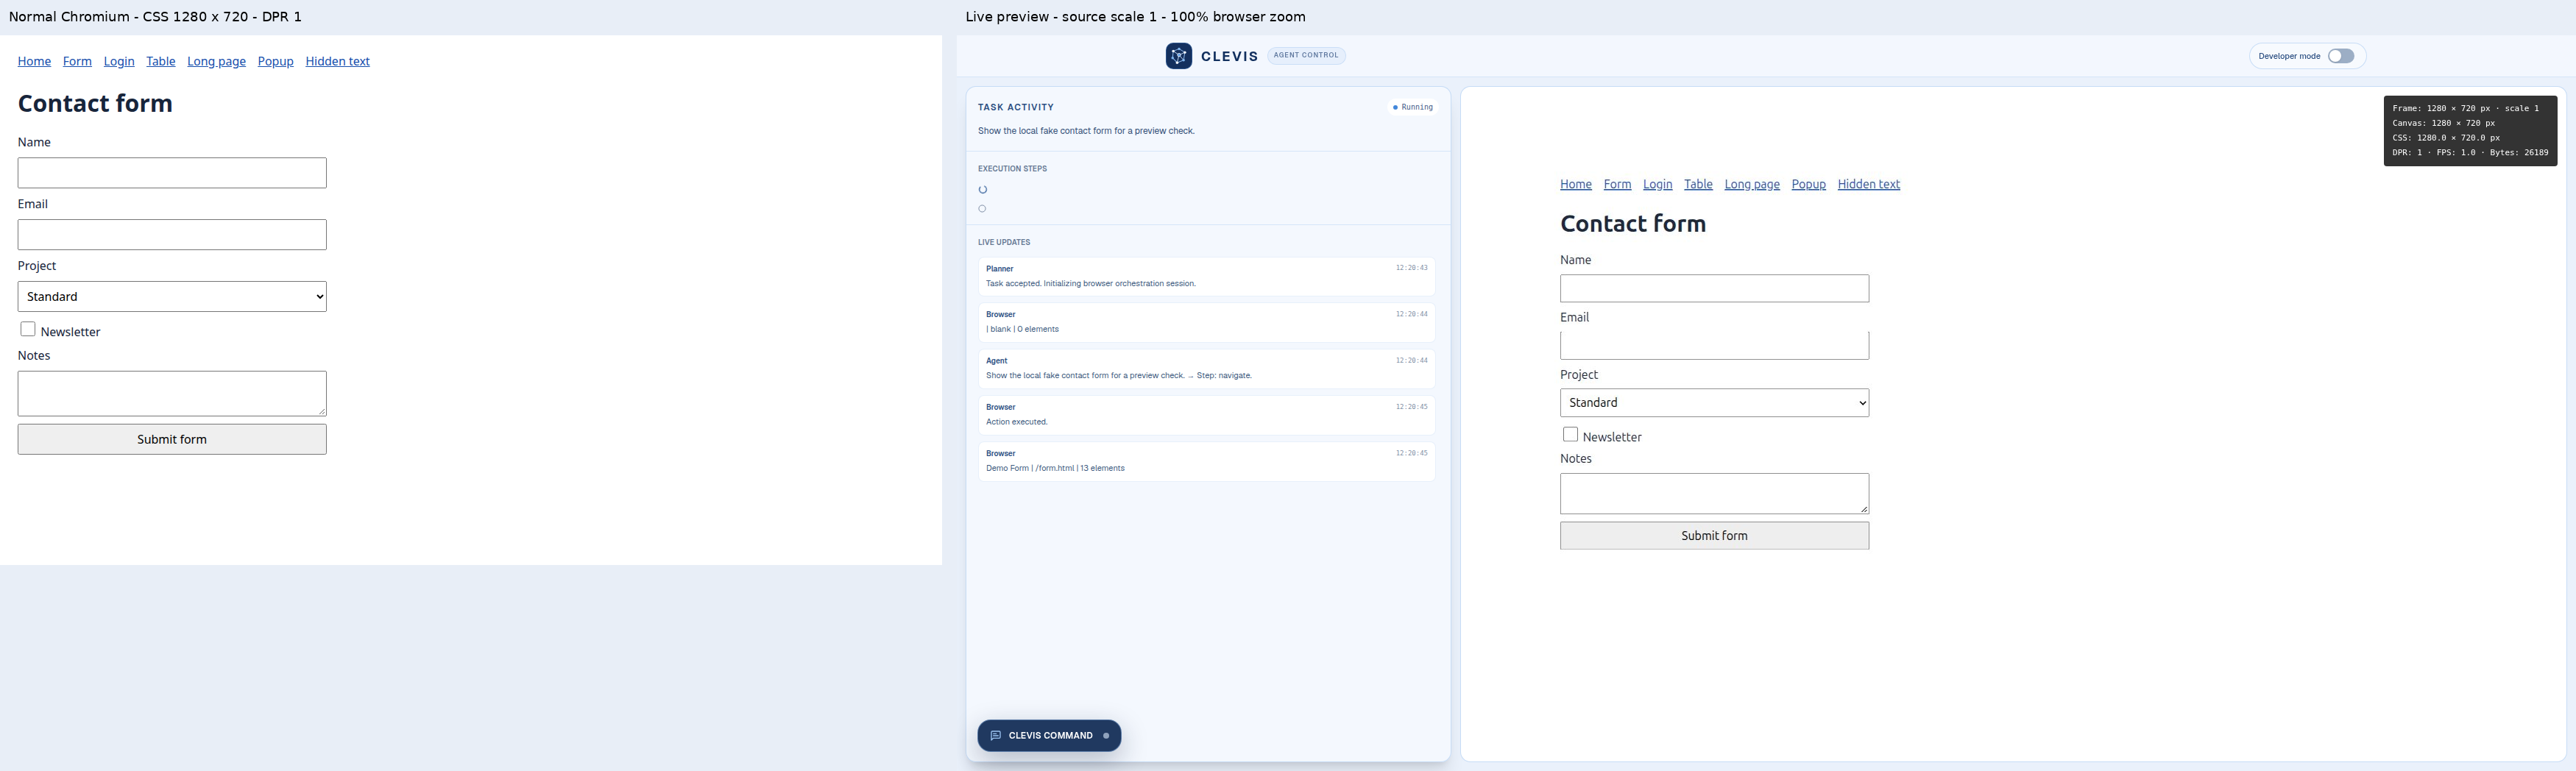 Normal Chromium - CSS 1280 x 720 - DPR 1
Home Form Login Table Long page Popup Hidden text
Contact form
Name
Email
Project
Standard
Newsletter
Notes
Submit form
Live preview - source scale 1 - 100% browser zoom
CLEVIS AGENT CONTROL
Developer mode
TASK ACTIVITY
Running
Show the local fake contact form for a preview check.
EXECUTION STEPS
LIVE UPDATES
Planner 12:20:43
Task accepted. Initializing browser orchestration session.
Browser 12:20:44
| blank | 0 elements
Agent 12:20:44
Show the local fake contact form for a preview check. → Step: navigate.
Browser 12:20:45
Action executed.
Browser 12:20:45
Demo Form | /form.html | 13 elements
CLEVIS COMMAND
Frame: 1280 × 720 px · scale 1
Canvas: 1280 × 720 px
CSS: 1280.0 × 720.0 px
DPR: 1 · FPS: 1.0 · Bytes: 26189
Home Form Login Table Long page Popup Hidden text
Contact form
Name
Email
Project
Standard
Newsletter
Notes
Submit form